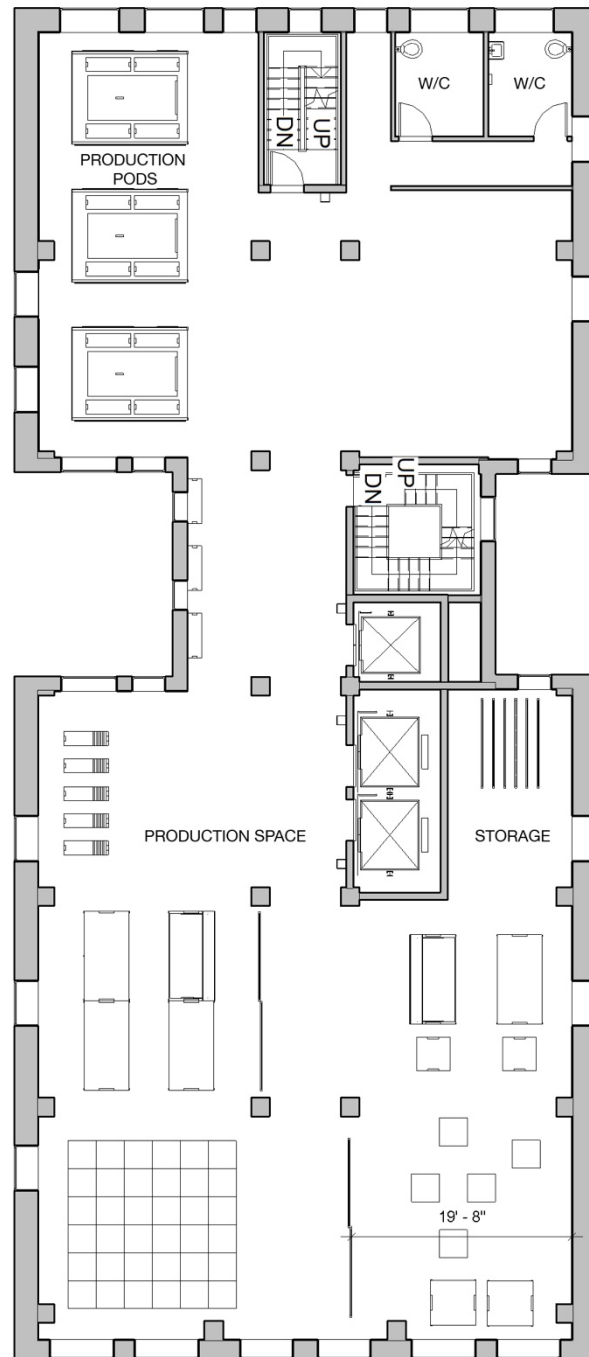 W/C
W/C
DN
UP
PRODUCTION
PODS
UP
DN
PRODUCTION SPACE
STORAGE
19' - 8"